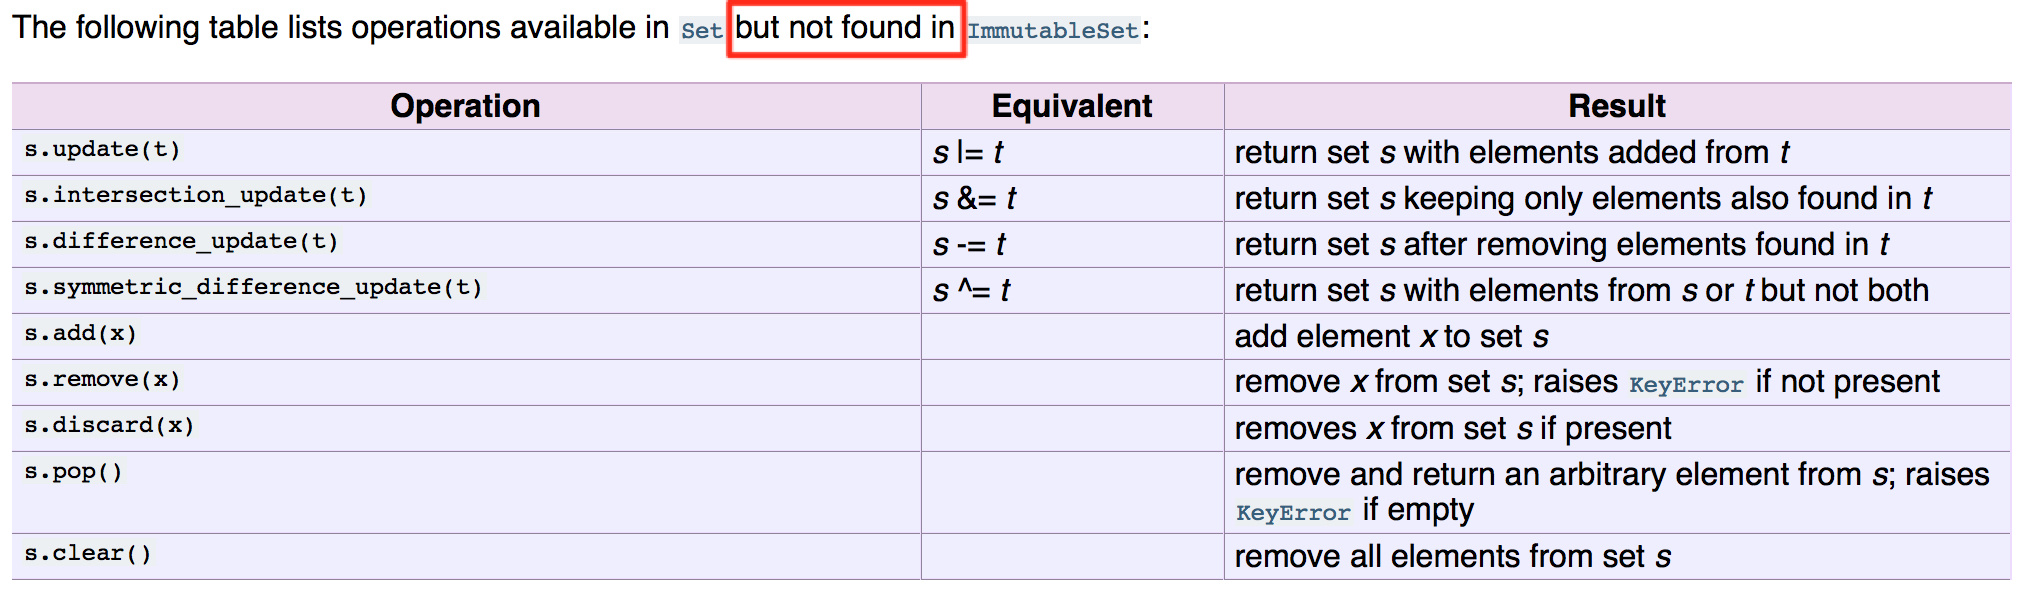 The following table lists operations available in Set but not found in ImmutableSet:
Operation Equivalent Result
s.update(t) s |= t return set s with elements added from t
s.intersection_update(t) s &= t return set s keeping only elements also found in t
s.difference_update(t) s -= t return set s after removing elements found in t
s.symmetric_difference_update(t) s ^= t return set s with elements from s or t but not both
s.add(x) add element x to set s
s.remove(x) remove x from set s; raises KeyError if not present
s.discard(x) removes x from set s if present
s.pop() remove and return an arbitrary element from s; raises
KeyError if empty
s.clear() remove all elements from set s